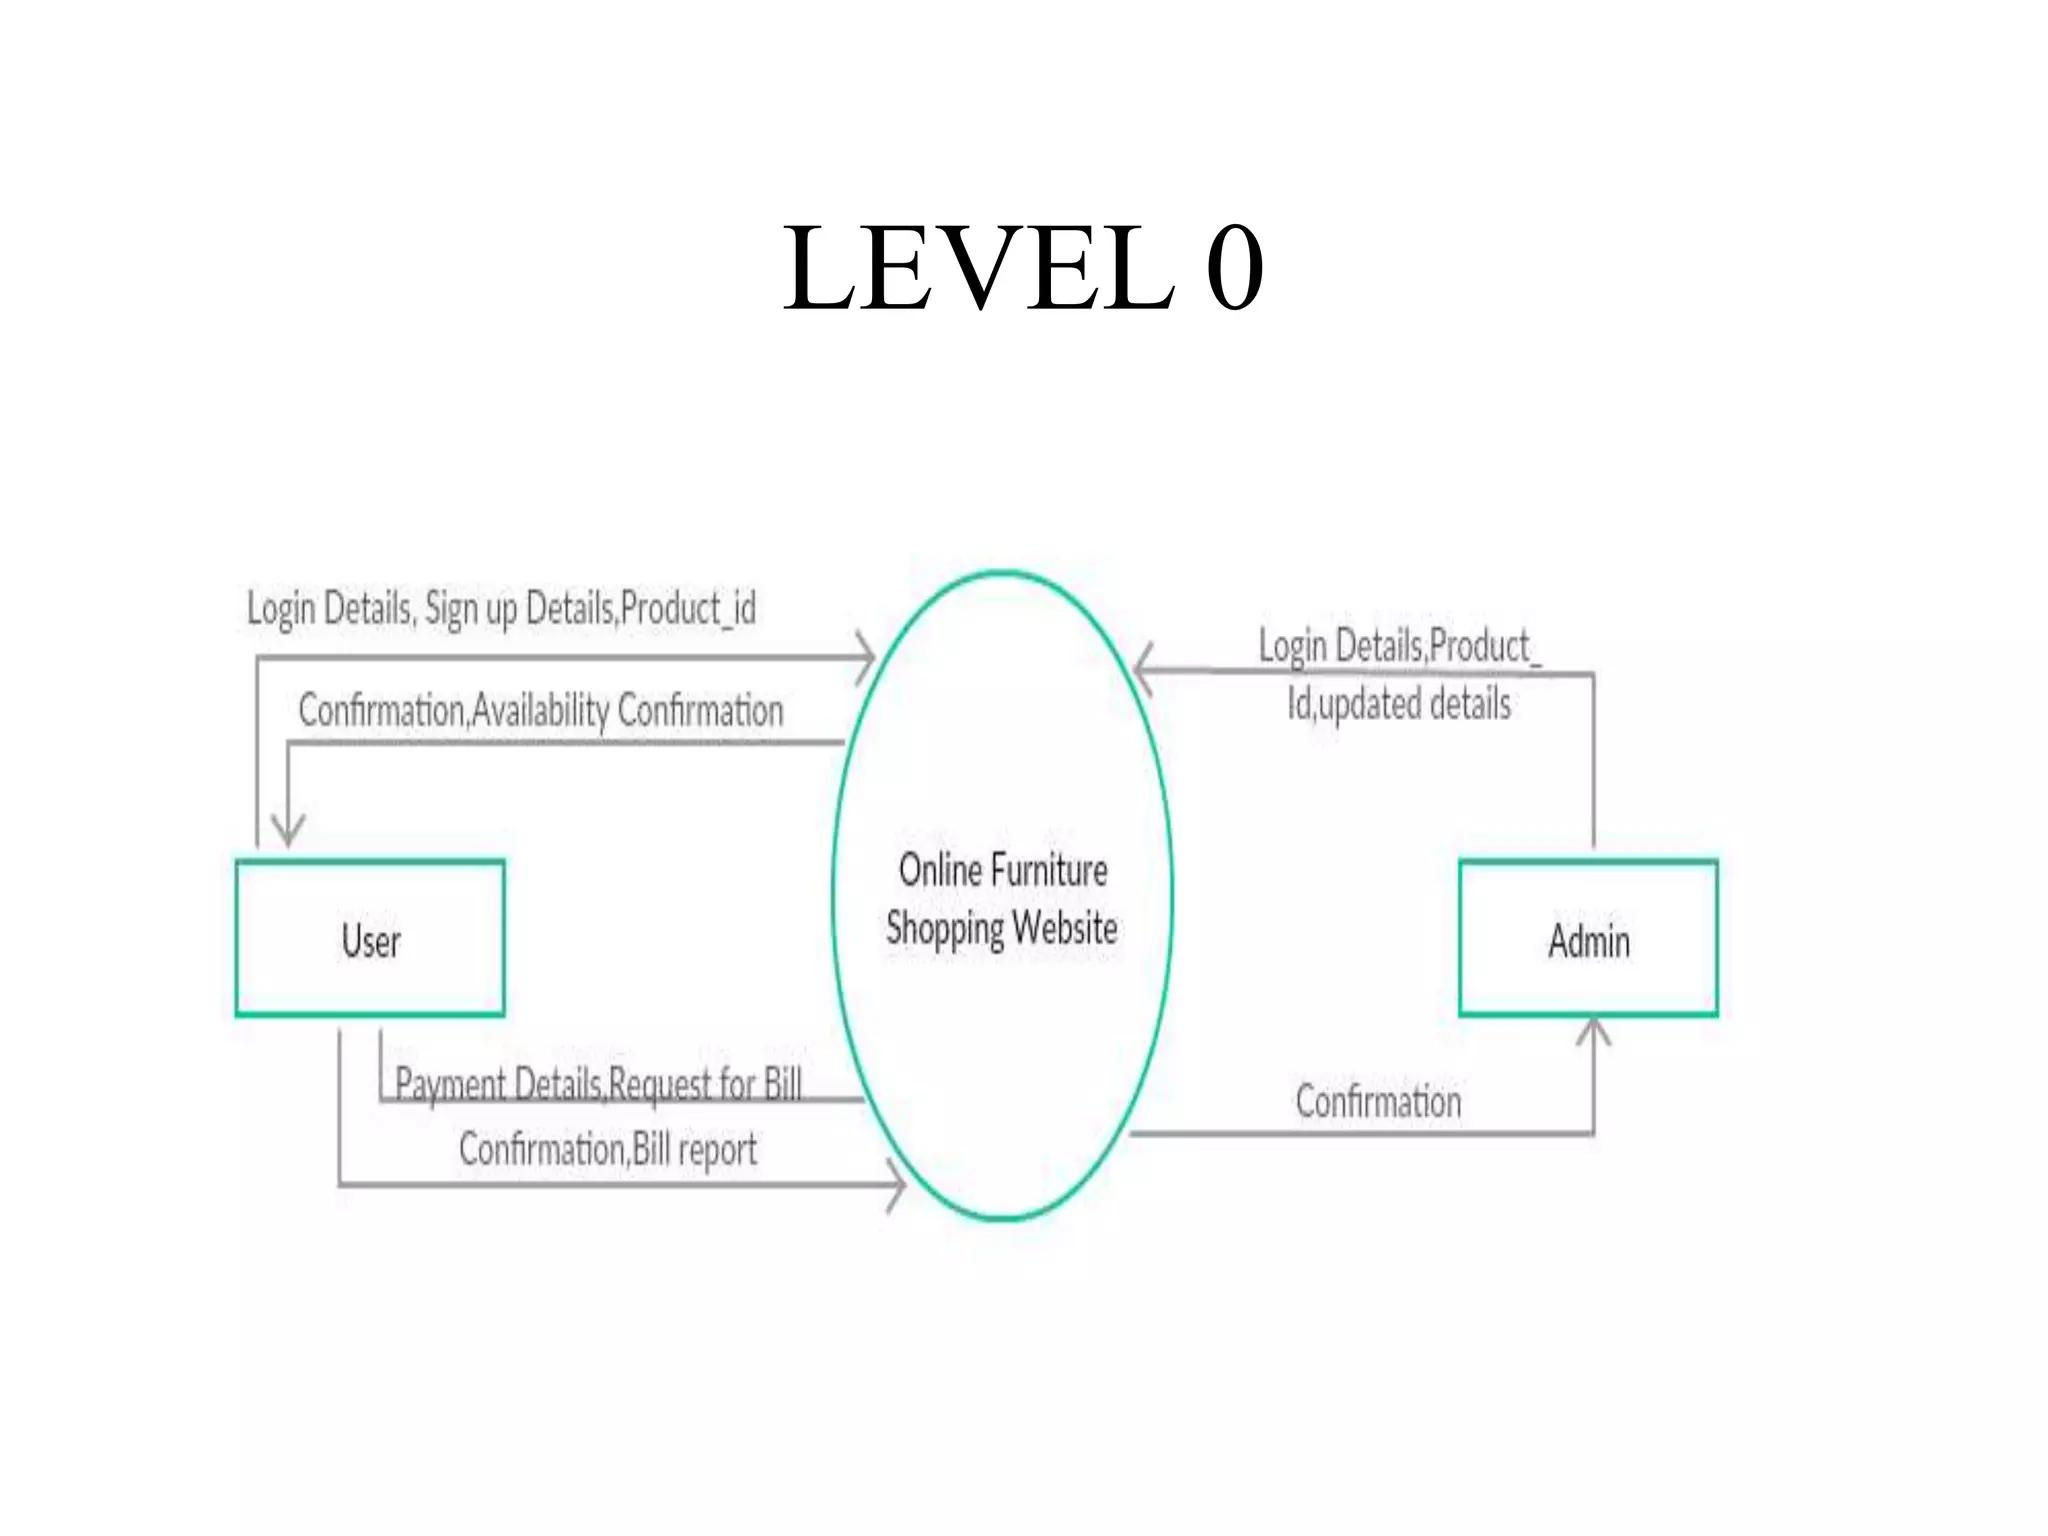 LEVEL 0
Login Details, Sign up Details,Product_id
Confirmation,Availability Confirmation
Login Details,Product_
Id,updated details
Online Furniture
Shopping Website
User
Admin
Payment Details,Request for Bill
Confirmation,Bill report
Confirmation